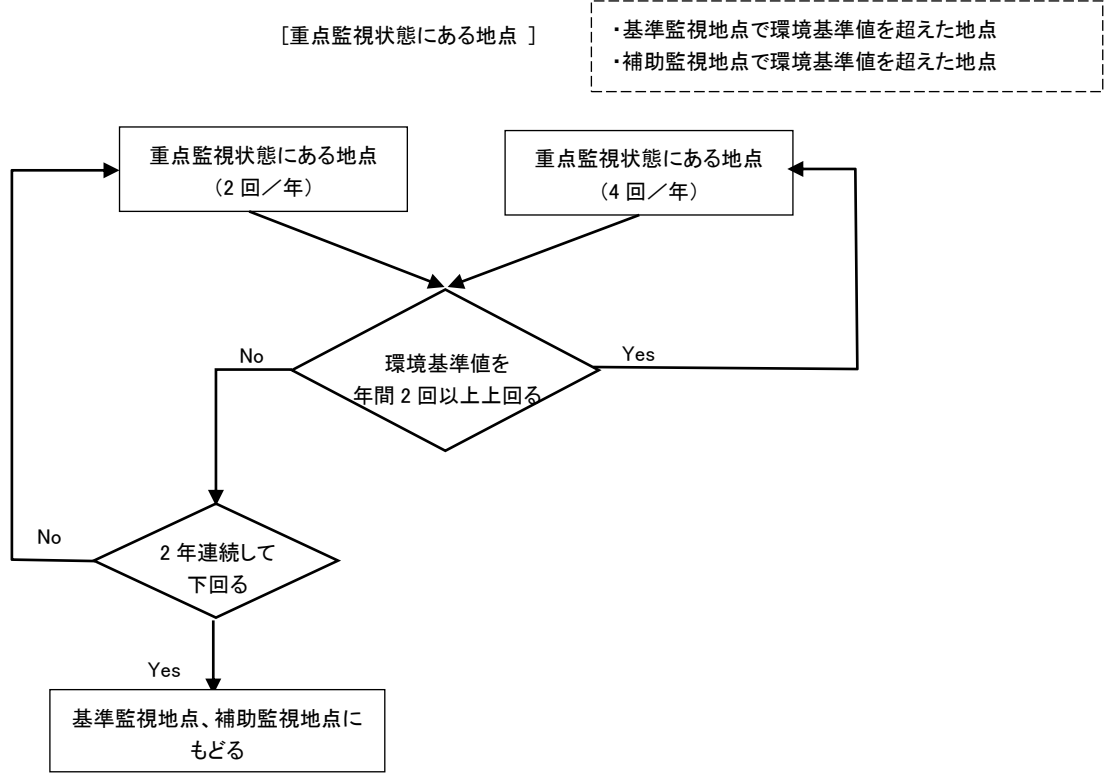 [重点監視状態にある地点 ]
・基準監視地点で環境基準値を超えた地点
・補助監視地点で環境基準値を超えた地点
重点監視状態にある地点
（2 回／年）
重点監視状態にある地点
（4 回／年）
環境基準値を
年間 2 回以上上回る
No
Yes
2 年連続して
下回る
No
Yes
基準監視地点、補助監視地点に
もどる